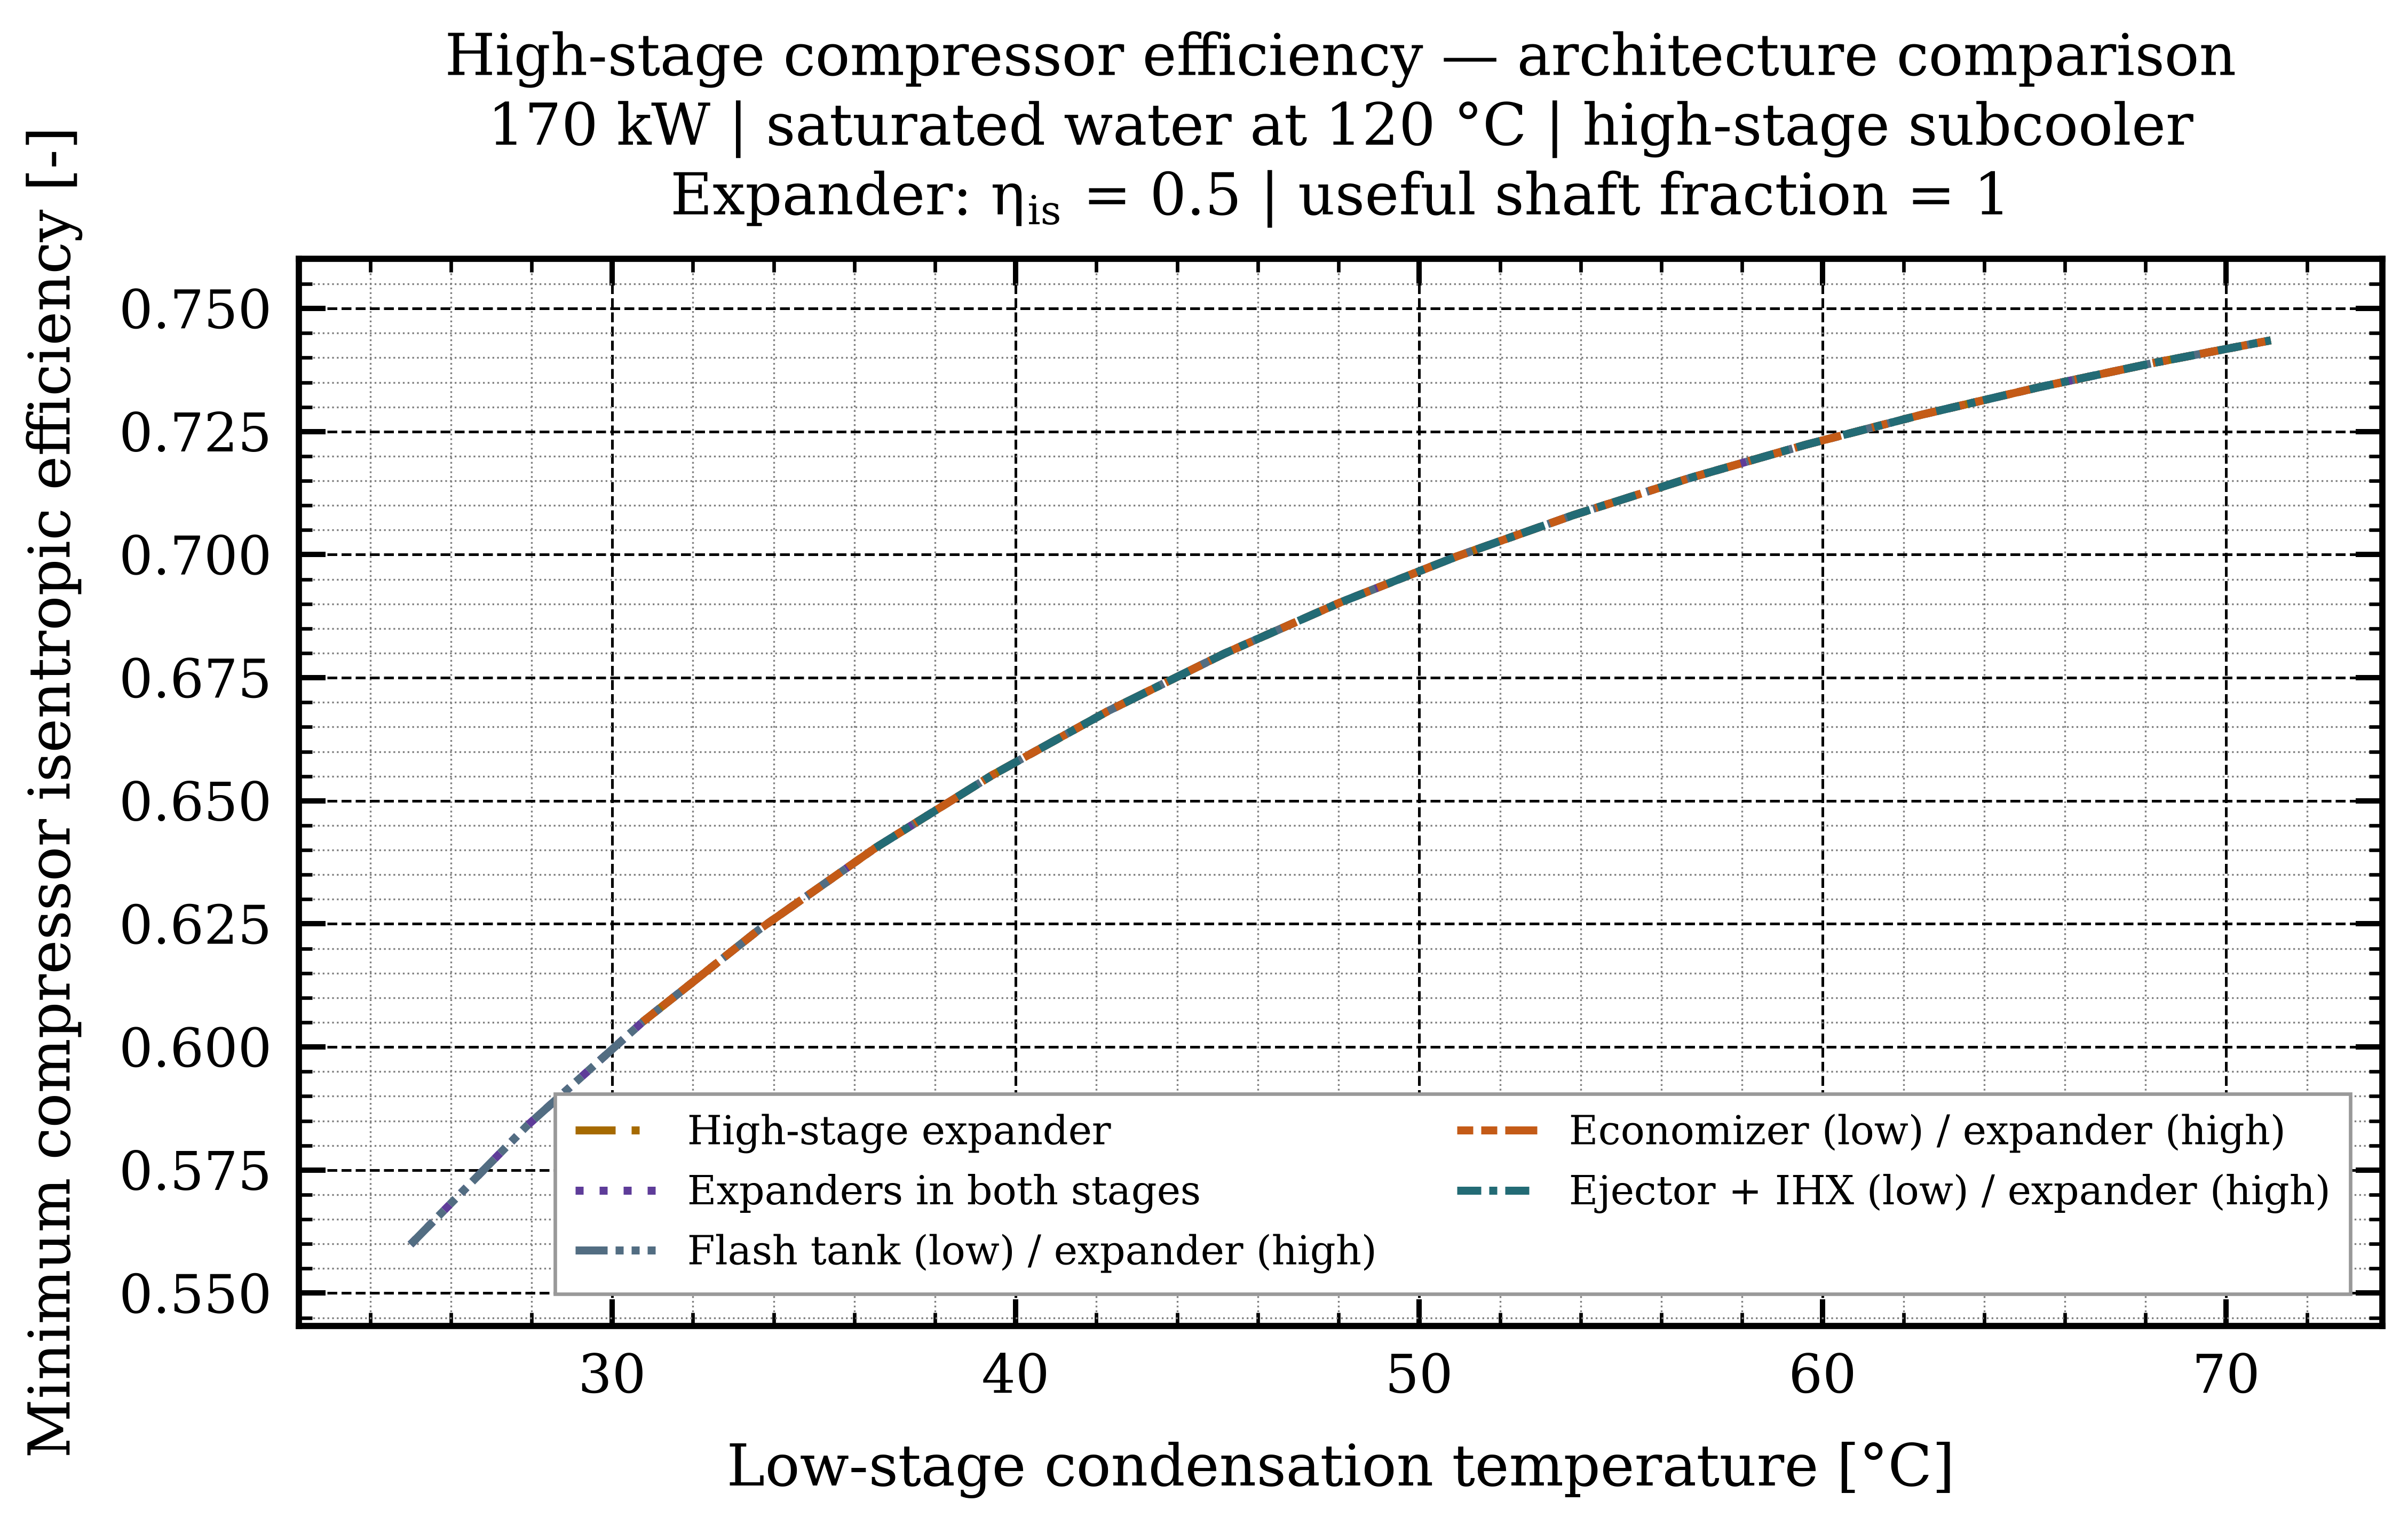 High-stage compressor efficiency — architecture comparison
170 kW | saturated water at 120 °C | high-stage subcooler
Expander: ηis = 0.5 | useful shaft fraction = 1
Minimum compressor isentropic efficiency [-]
0.750
0.725
0.700
0.675
0.650
0.625
0.600
0.575
0.550
High-stage expander
Expanders in both stages
Flash tank (low) / expander (high)
Economizer (low) / expander (high)
Ejector + IHX (low) / expander (high)
30 40 50 60 70
Low-stage condensation temperature [°C]